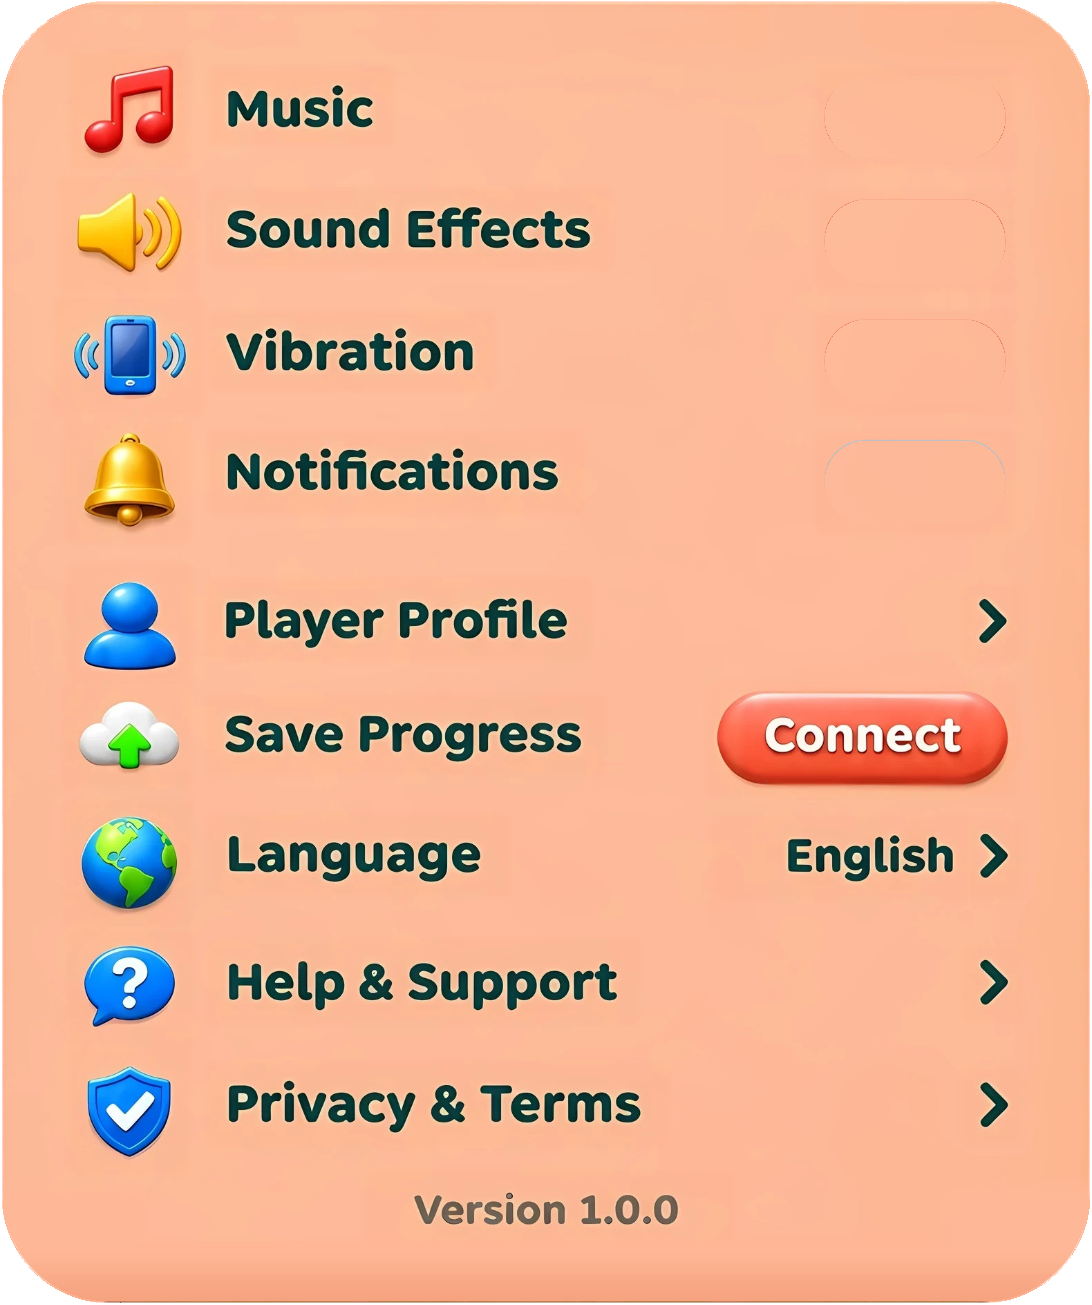 Music
Sound Effects
Vibration
Notifications
Player Profile
Save Progress Connect
Language English
?
Help & Support
Privacy & Terms
Version 1.0.0